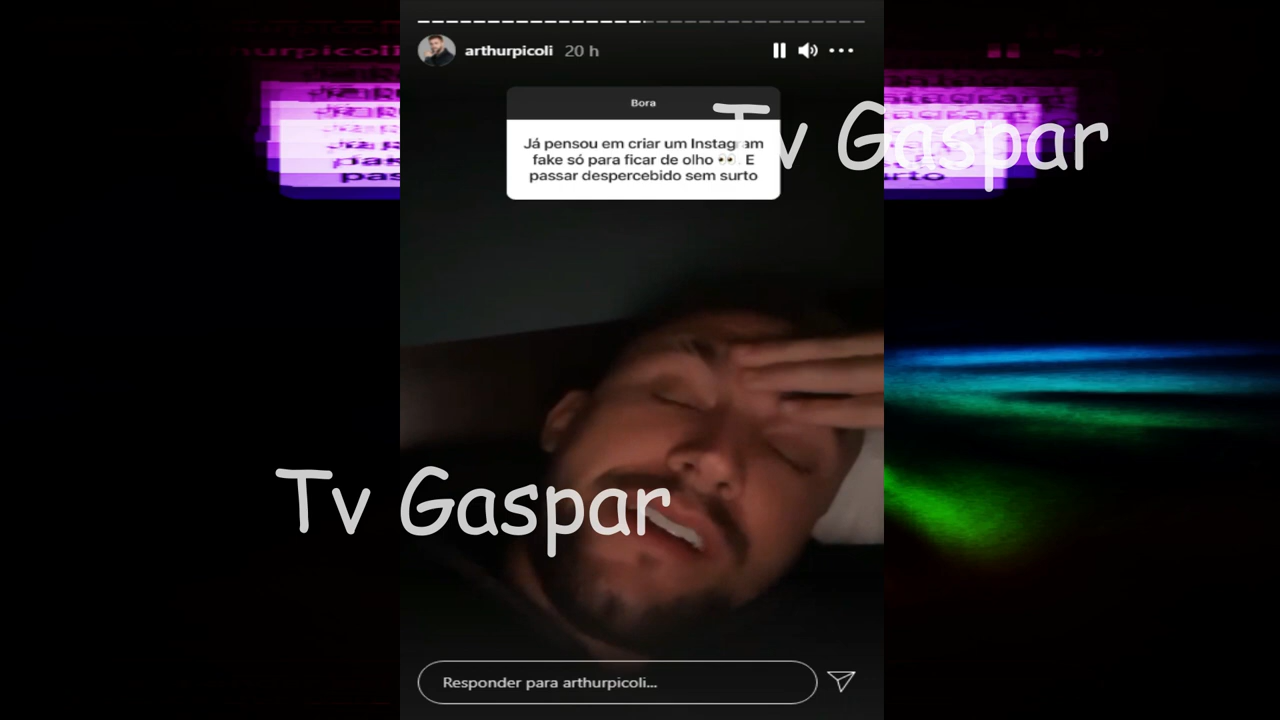 arthurpicoli 20 h
Bora
Já pensou em criar um Instagram
fake só para ficar de olho 👀. E
passar despercebido sem surto
Tv Gaspar
Tv Gaspar
Responder para arthurpicoli...